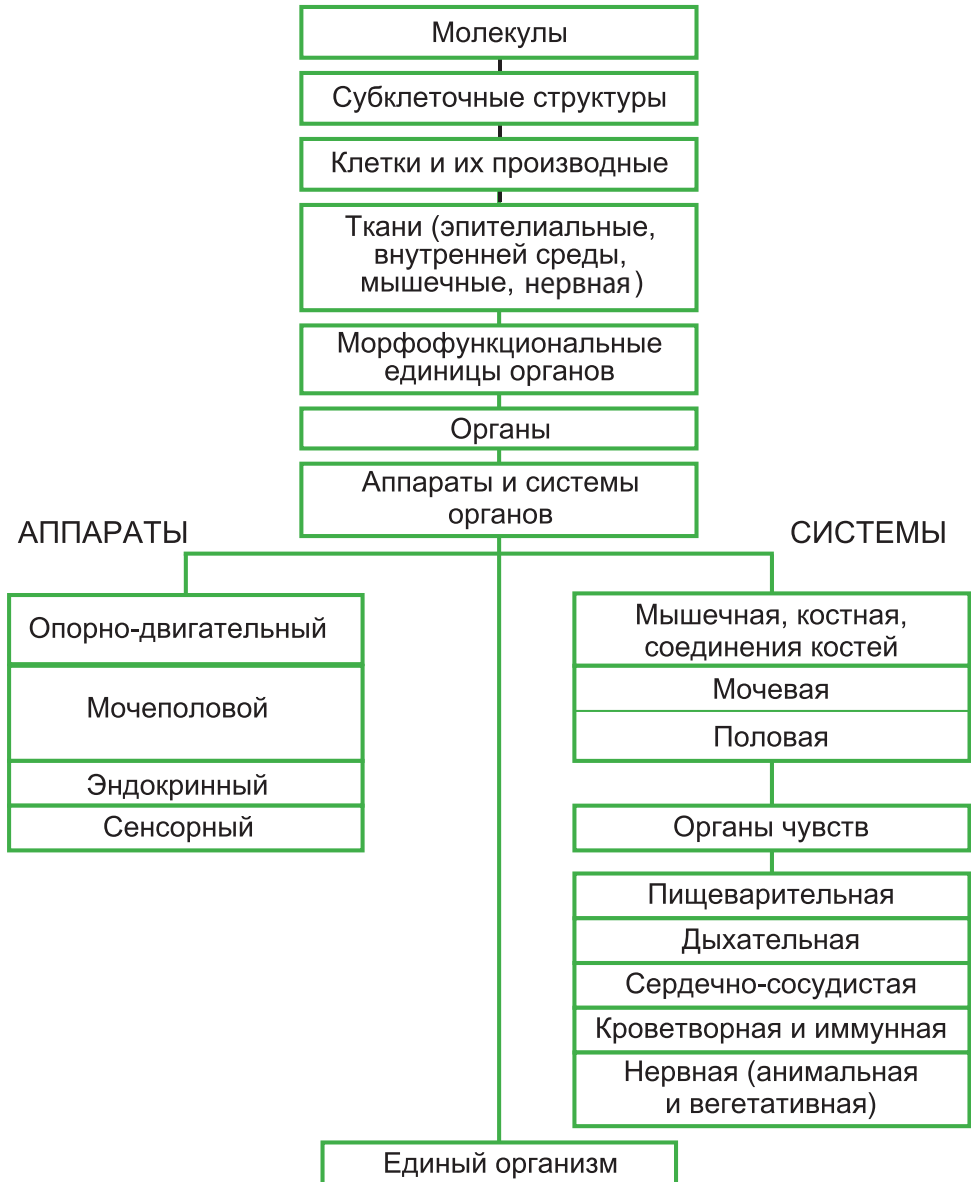 Молекулы
Субклеточные структуры
Клетки и их производные
Ткани (эпителиальные,
внутренней среды,
мышечные, нервная)
Морфофункциональные
единицы органов
Органы
Аппараты и системы
органов
АППАРАТЫ
Опорно-двигательный
Мочеполовой
Эндокринный
Сенсорный
СИСТЕМЫ
Мышечная, костная,
соединения костей
Мочевая
Половая
Органы чувств
Пищеварительная
Дыхательная
Сердечно-сосудистая
Кроветворная и иммунная
Нервная (анимальная
и вегетативная)
Единый организм